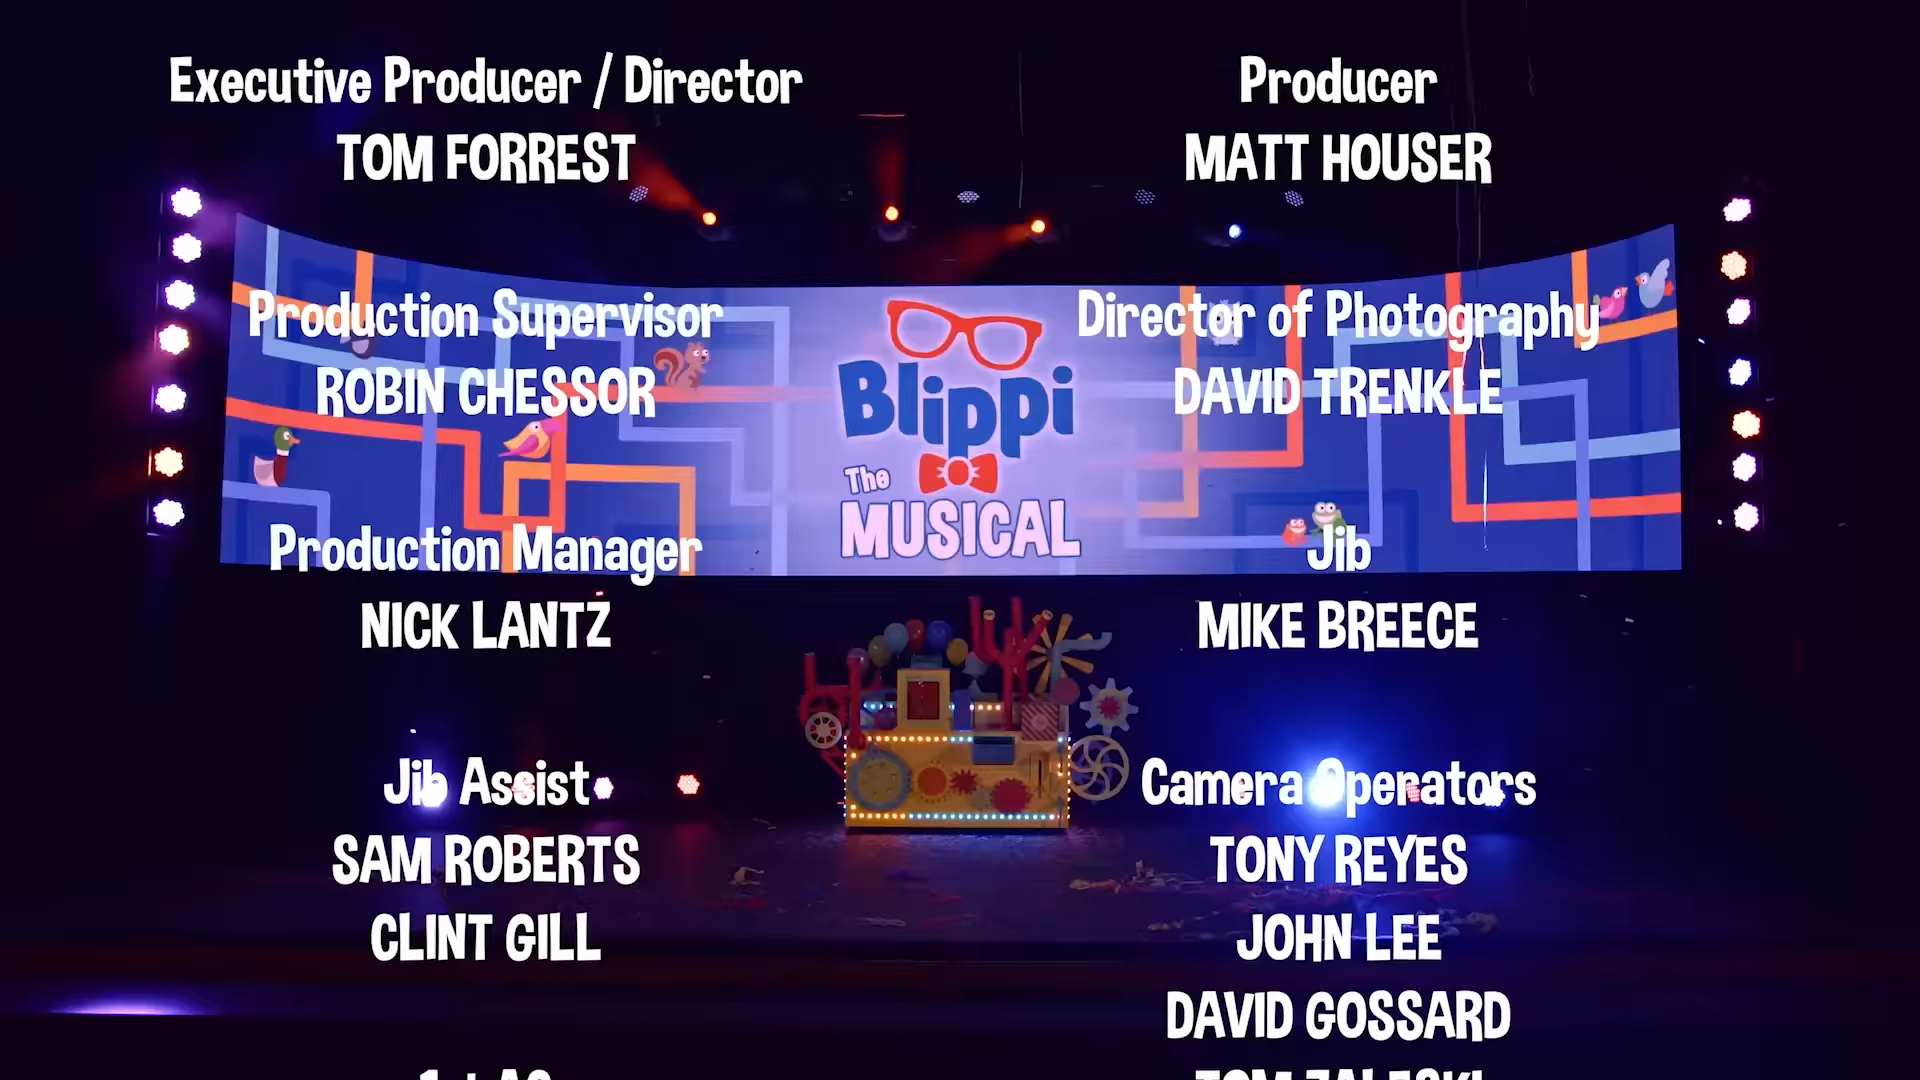 Executive Producer / Director
TOM FORREST
Producer
MATT HOUSER
Production Supervisor
ROBIN CHESSOR
Director of Photography
DAVID TRENKLE
Blippi
The
MUSICAL
Production Manager
NICK LANTZ
Jib
MIKE BREECE
Jib Assist
SAM ROBERTS
CLINT GILL
Camera Operators
TONY REYES
JOHN LEE
DAVID GOSSARD